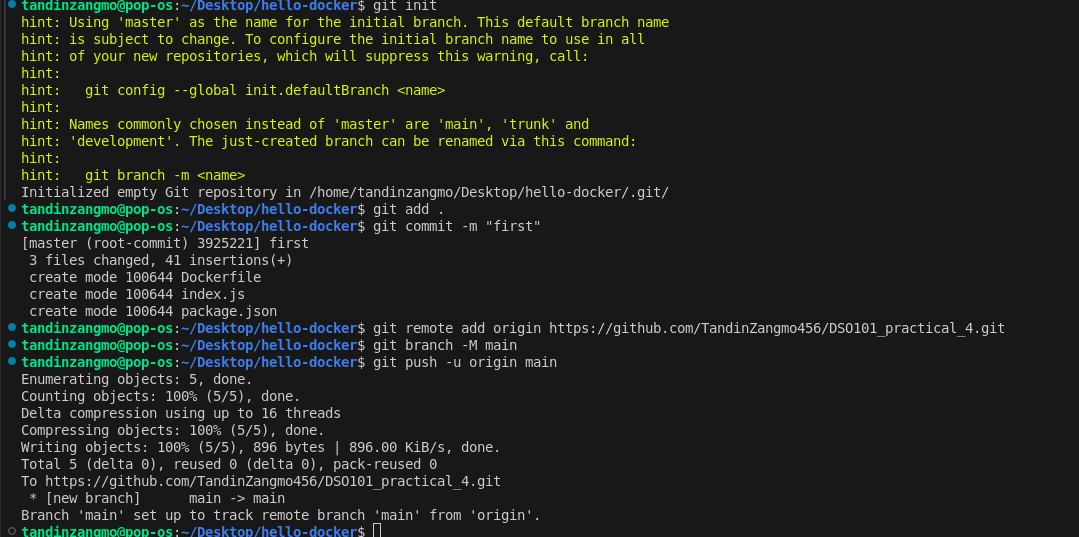 tandinzangmo@pop-os:~/Desktop/hello-docker$ git init
hint: Using 'master' as the name for the initial branch. This default branch name
hint: is subject to change. To configure the initial branch name to use in all
hint: of your new repositories, which will suppress this warning, call:
hint:
hint:   git config --global init.defaultBranch <name>
hint:
hint: Names commonly chosen instead of 'master' are 'main', 'trunk' and
hint: 'development'. The just-created branch can be renamed via this command:
hint:
hint:   git branch -m <name>
Initialized empty Git repository in /home/tandinzangmo/Desktop/hello-docker/.git/
tandinzangmo@pop-os:~/Desktop/hello-docker$ git add .
tandinzangmo@pop-os:~/Desktop/hello-docker$ git commit -m "first"
[master (root-commit) 3925221] first
 3 files changed, 41 insertions(+)
 create mode 100644 Dockerfile
 create mode 100644 index.js
 create mode 100644 package.json
tandinzangmo@pop-os:~/Desktop/hello-docker$ git remote add origin https://github.com/TandinZangmo456/DSO101_practical_4.git
tandinzangmo@pop-os:~/Desktop/hello-docker$ git branch -M main
tandinzangmo@pop-os:~/Desktop/hello-docker$ git push -u origin main
Enumerating objects: 5, done.
Counting objects: 100% (5/5), done.
Delta compression using up to 16 threads
Compressing objects: 100% (5/5), done.
Writing objects: 100% (5/5), 896 bytes | 896.00 KiB/s, done.
Total 5 (delta 0), reused 0 (delta 0), pack-reused 0
To https://github.com/TandinZangmo456/DSO101_practical_4.git
 * [new branch]      main -> main
Branch 'main' set up to track remote branch 'main' from 'origin'.
tandinzangmo@pop-os:~/Desktop/hello-docker$